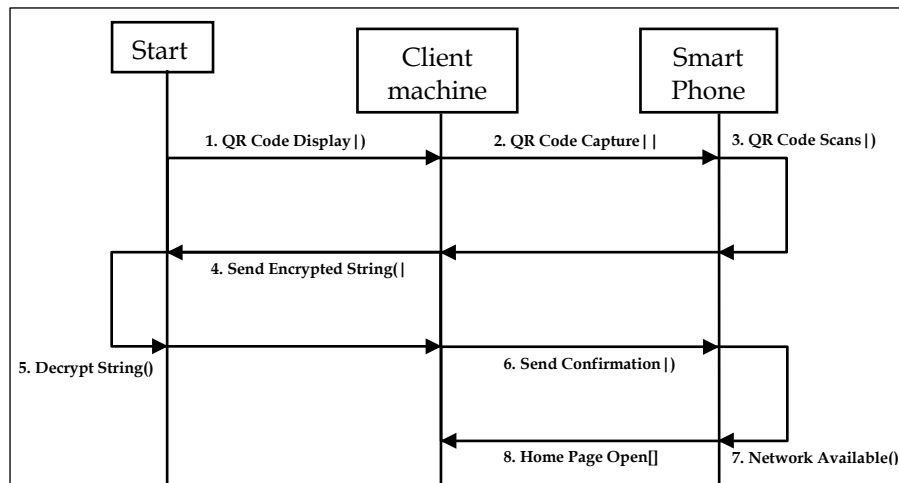 Start
Client
machine
Smart
Phone
1. QR Code Display|)
2. QR Code Capture||
3. QR Code Scans|)
4. Send Encrypted String(|
5. Decrypt String()
6. Send Confirmation|)
7. Network Available()
8. Home Page Open[]